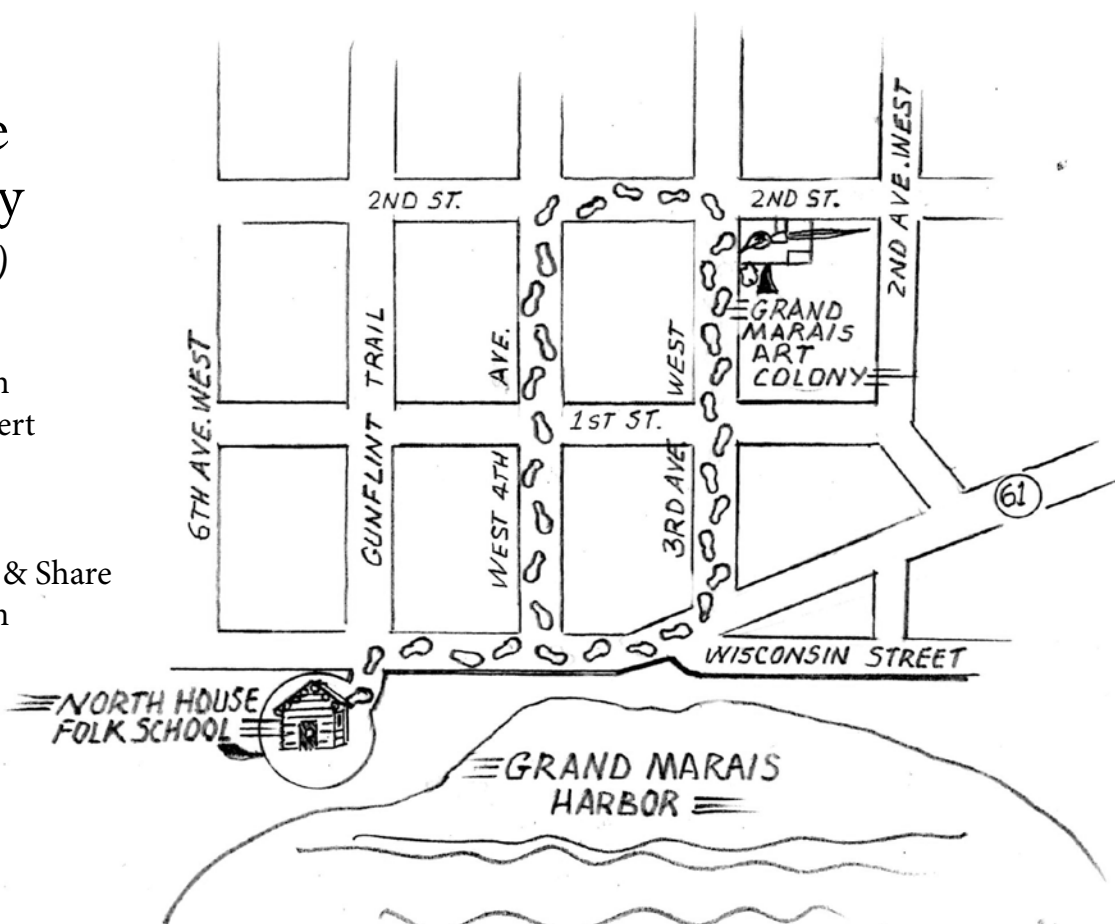 e
y
)
n
ert
& Share
n
2ND ST.
2ND ST.
2ND AVE. WEST
GRAND
MARAIS
ART
COLONY
6TH AVE. WEST
GUNFLINT TRAIL
WEST 4TH AVE.
1ST ST.
3RD AVE. WEST
61
WISCONSIN STREET
NORTH HOUSE
FOLK SCHOOL
GRAND MARAIS
HARBOR